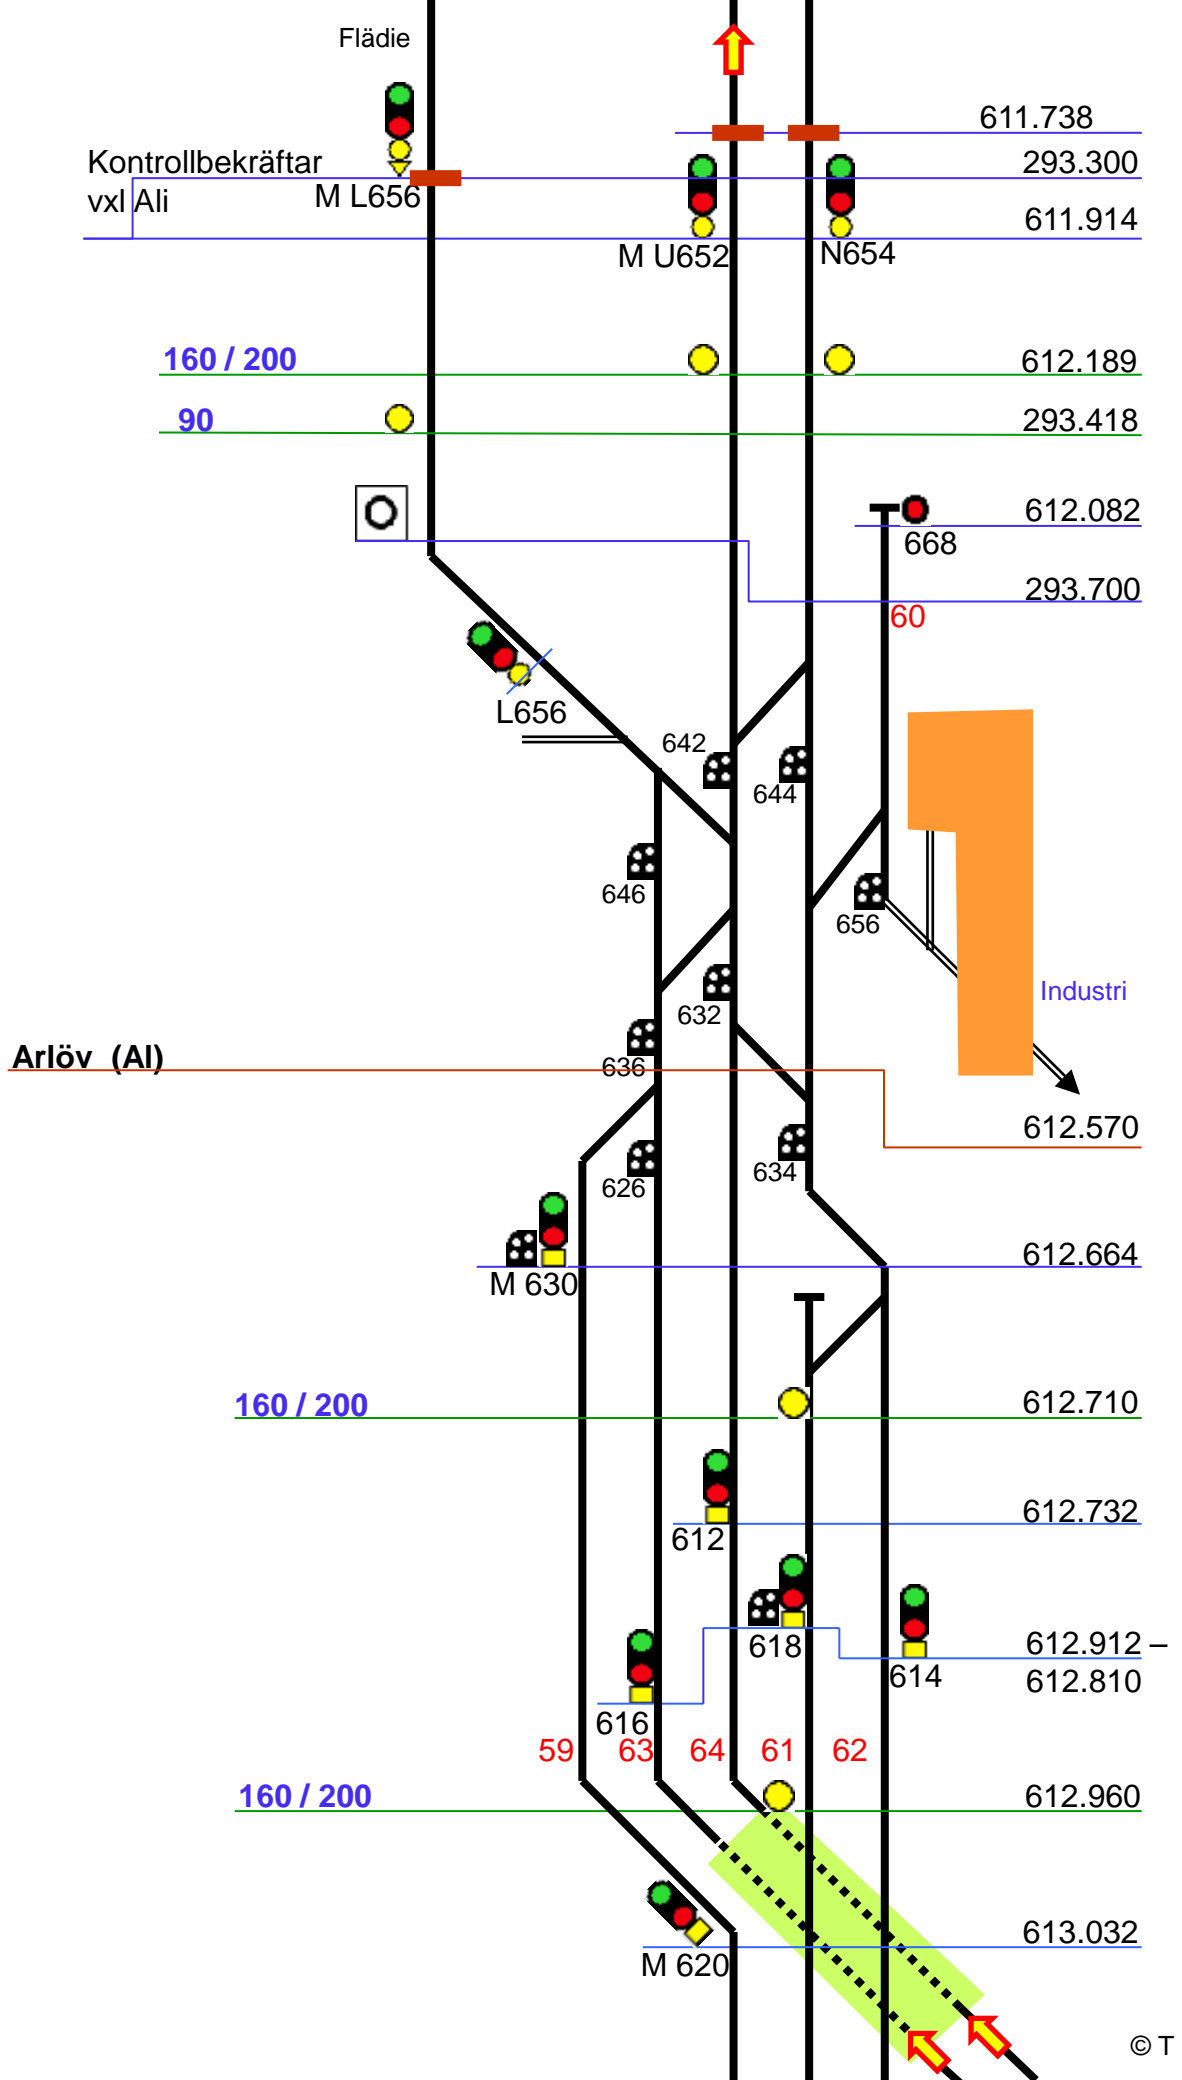 Flädie
611.738
Kontrollbekräftar
293.300
vxl Ali
M L656
611.914
M U652
N654
160 / 200
612.189
90
293.418
612.082
668
293.700
60
L656
642
644
646
656
632
Industri
Arlöv (Al)
636
612.570
634
626
612.664
M 630
160 / 200
612.710
612.732
612
618
612.912 –
614
612.810
616
59
63
64
61
62
160 / 200
612.960
613.032
M 620
© T